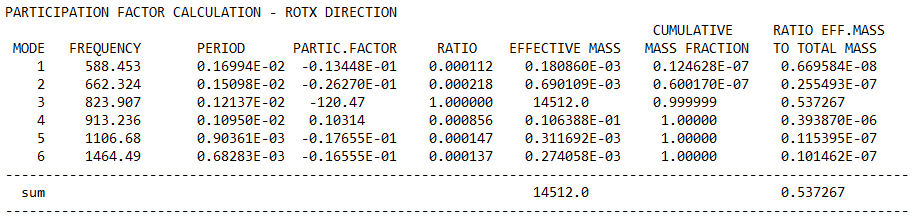 PARTICIPATION FACTOR CALCULATION - ROTX DIRECTION
CUMULATIVE RATIO EFF.MASS
MODE FREQUENCY PERIOD PARTIC.FACTOR RATIO EFFECTIVE MASS MASS FRACTION TO TOTAL MASS
1 588.453 0.16994E-02 -0.13448E-01 0.000112 0.180860E-03 0.124628E-07 0.669584E-08
2 662.324 0.15098E-02 -0.26270E-01 0.000218 0.690109E-03 0.600170E-07 0.255493E-07
3 823.907 0.12137E-02 -120.47 1.000000 14512.0 0.999999 0.537267
4 913.236 0.10950E-02 0.10314 0.000856 0.106388E-01 1.00000 0.393870E-06
5 1106.68 0.90361E-03 -0.17655E-01 0.000147 0.311692E-03 1.00000 0.115395E-07
6 1464.49 0.68283E-03 -0.16555E-01 0.000137 0.274058E-03 1.00000 0.101462E-07
sum 14512.0 0.537267